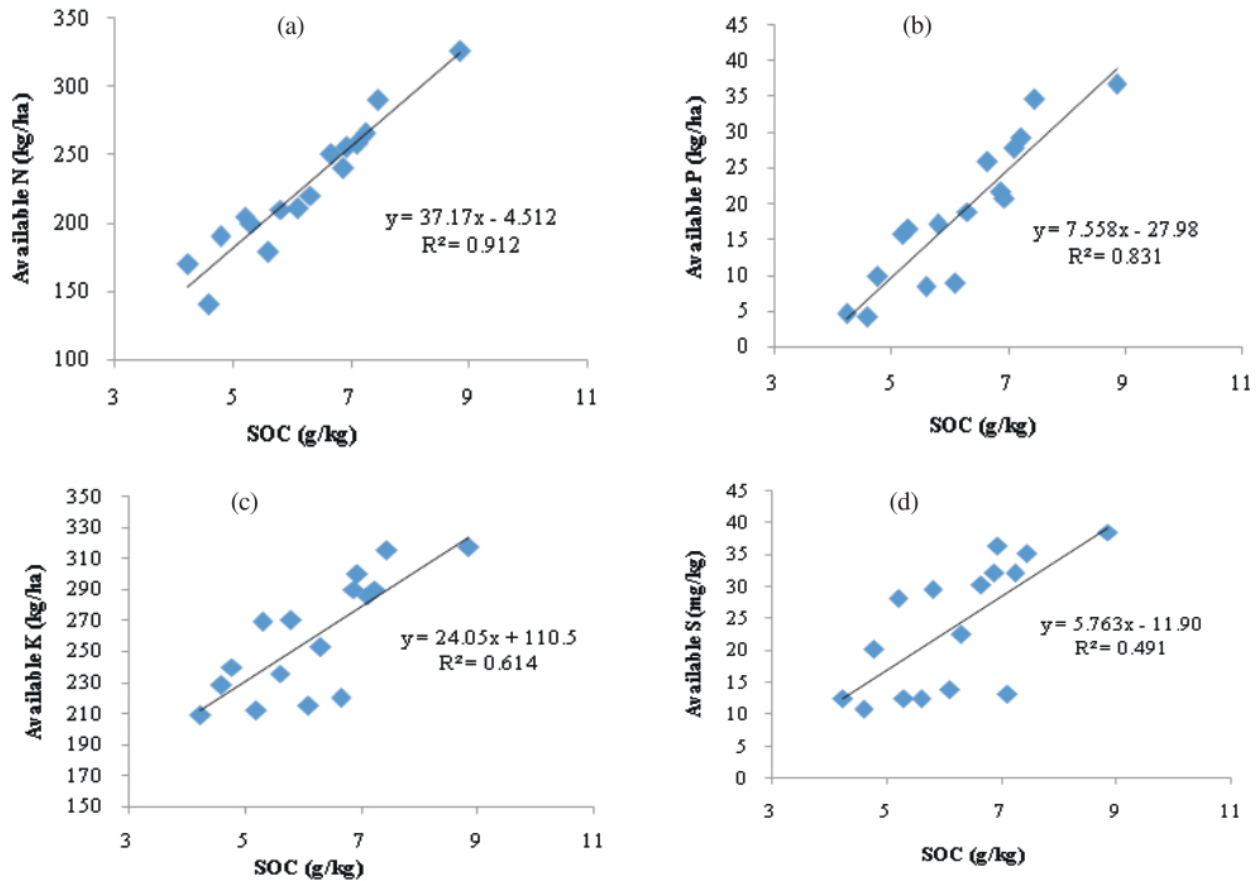 (a)
Available N (kg/ha)
350
300
250
200
150
100
y = 37.17x - 4.512
R² = 0.912
3 5 7 9 11
SOC (g/kg)
(b)
Available P (kg/ha)
45
40
35
30
25
20
15
10
5
0
y = 7.558x - 27.98
R² = 0.831
3 5 7 9 11
SOC (g/kg)
(c)
Available K (kg/ha)
350
330
310
290
270
250
230
210
190
170
150
y = 24.05x + 110.5
R² = 0.614
3 5 7 9 11
SOC (g/kg)
(d)
Available S (mg/kg)
45
40
35
30
25
20
15
10
5
0
y = 5.763x - 11.90
R² = 0.491
3 5 7 9 11
SOC (g/kg)